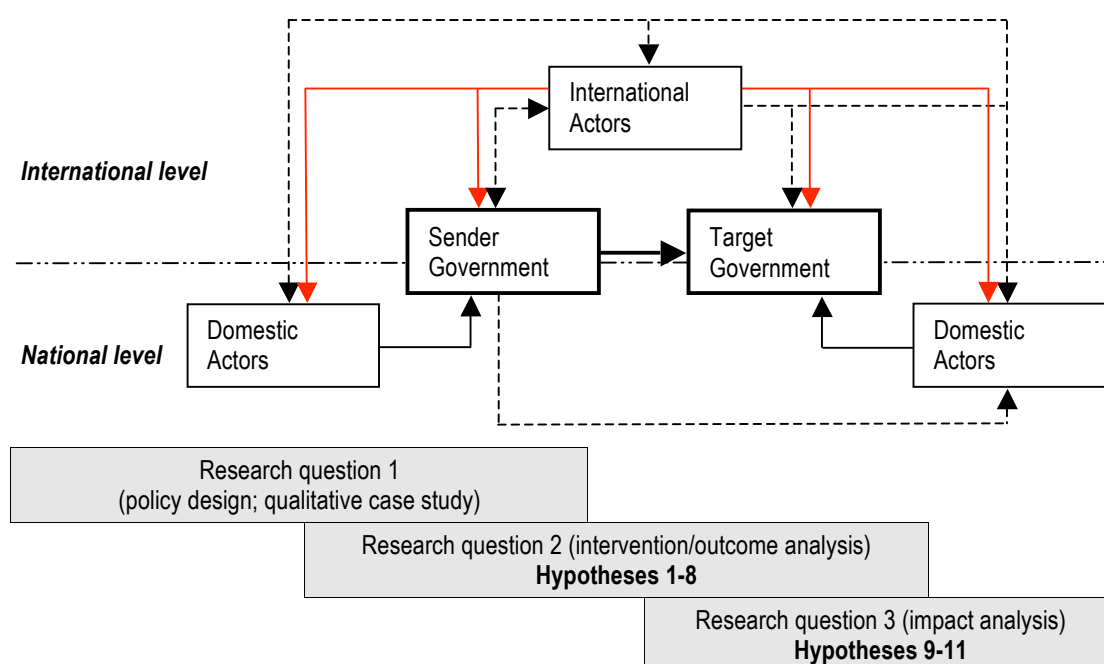 International
Actors
International level
Sender
Government
Target
Government
Domestic
Actors
National level
Domestic
Actors
Research question 1
(policy design; qualitative case study)
Research question 2 (intervention/outcome analysis)
Hypotheses 1-8
Research question 3 (impact analysis)
Hypotheses 9-11